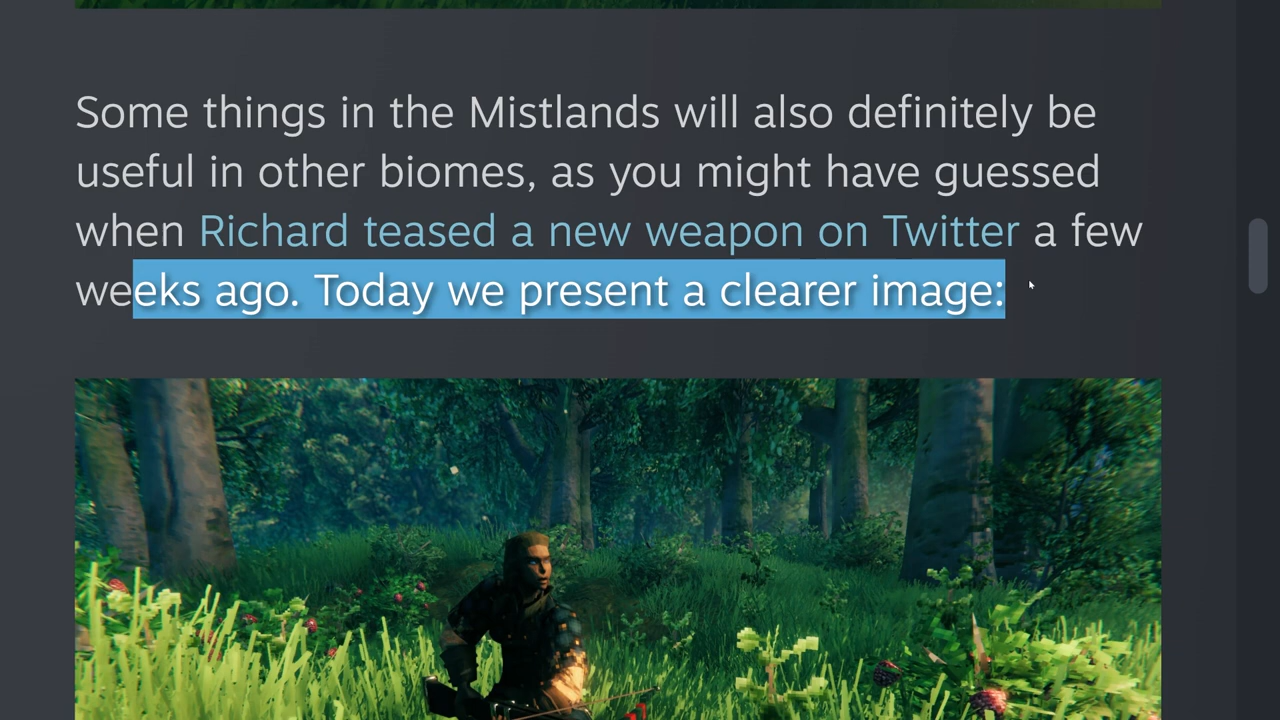 Some things in the Mistlands will also definitely be
useful in other biomes, as you might have guessed
when Richard teased a new weapon on Twitter a few
weeks ago. Today we present a clearer image: